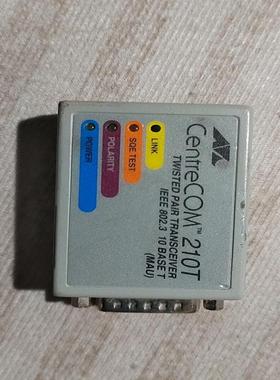 CentreCOM™ 210T
TWISTED PAIR TRANSCEIVER
IEEE 802.3 10 BASE T
(MAU)
LINK
SQE TEST
POLARITY
POWER